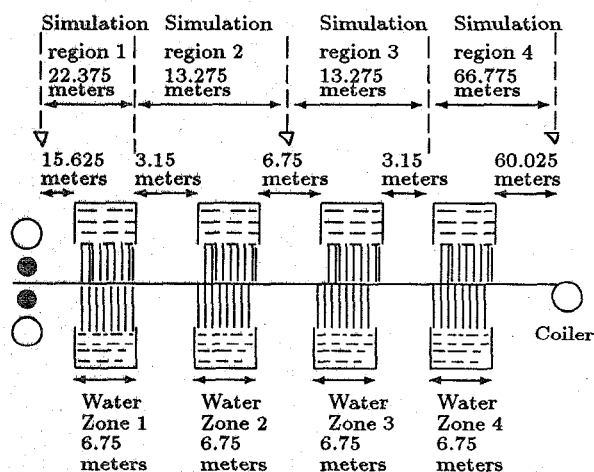 Simulation
region 1
22.375
meters
Simulation
region 2
13.275
meters
Simulation
region 3
13.275
meters
Simulation
region 4
66.775
meters
15.625
meters
3.15
meters
6.75
meters
3.15
meters
60.025
meters
Coiler
Water
Zone 1
6.75
meters
Water
Zone 2
6.75
meters
Water
Zone 3
6.75
meters
Water
Zone 4
6.75
meters